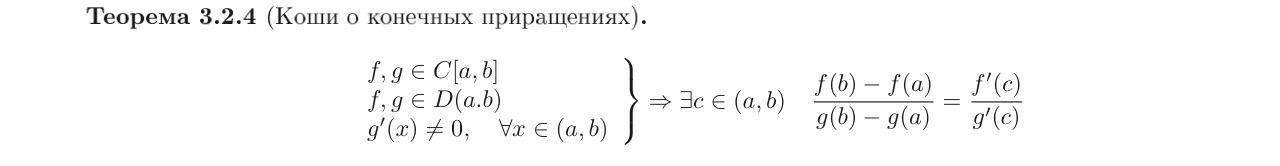 Теорема 3.2.4 (Коши о конечных приращениях).
f, g ∈ C[a, b]
f, g ∈ D(a.b)
g′(x) ≠ 0, ∀x ∈ (a, b)
} ⇒ ∃c ∈ (a, b) (f(b) − f(a))/(g(b) − g(a)) = f′(c)/g′(c)